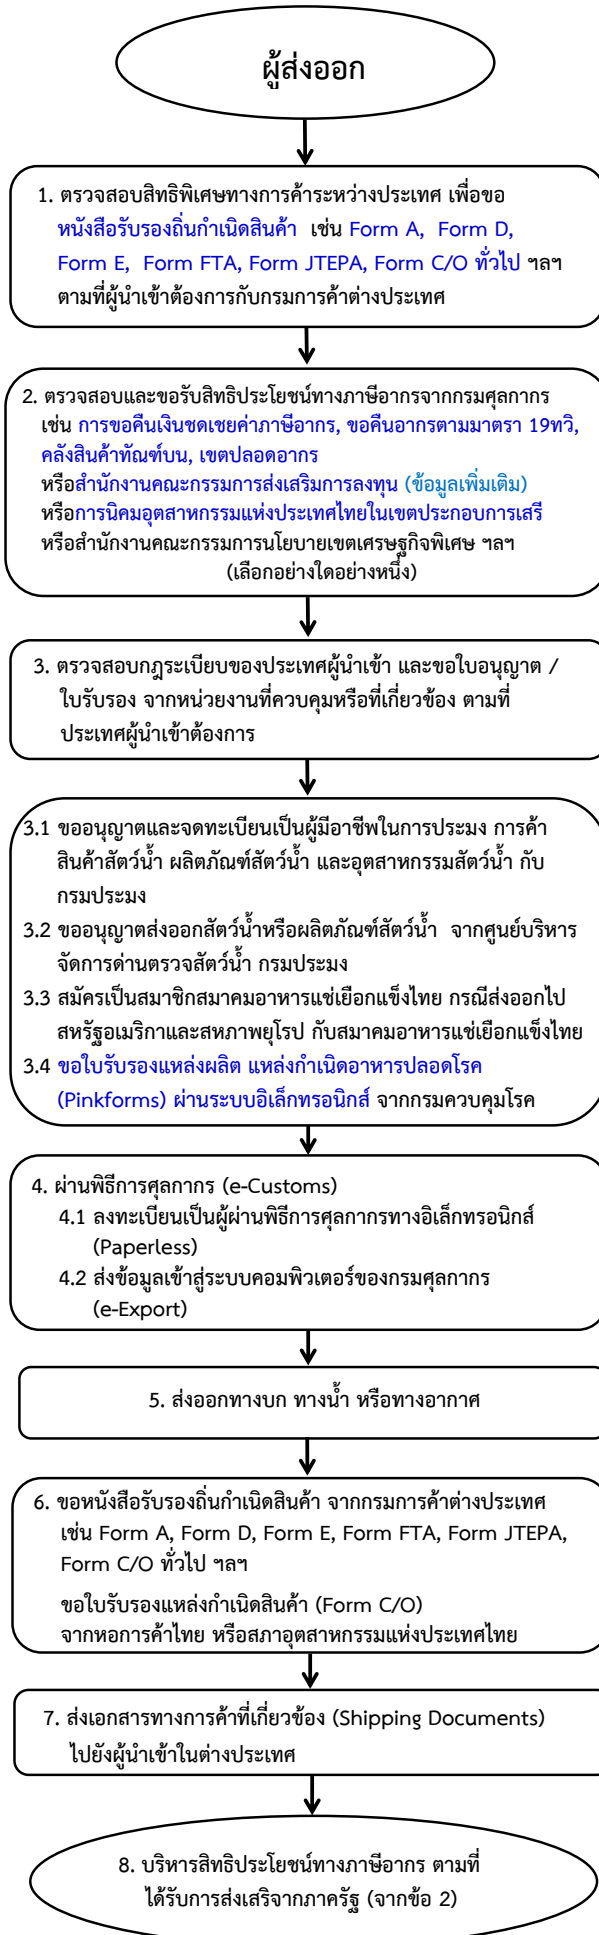 ผู้ส่งออก
1. ตรวจสอบสิทธิพิเศษทางการค้าระหว่างประเทศ เพื่อขอ
หนังสือรับรองถิ่นกำเนิดสินค้า เช่น Form A, Form D,
Form E, Form FTA, Form JTEPA, Form C/O ทั่วไป ฯลฯ
ตามที่ผู้นำเข้าต้องการกับกรมการค้าต่างประเทศ
2. ตรวจสอบและขอรับสิทธิประโยชน์ทางภาษีอากรจากกรมศุลกากร
เช่น การขอคืนเงินชดเชยค่าภาษีอากร, ขอคืนอากรตามมาตรา 19ทวิ,
คลังสินค้าทัณฑ์บน, เขตปลอดอากร
หรือสำนักงานคณะกรรมการส่งเสริมการลงทุน (ข้อมูลเพิ่มเติม)
หรือการนิคมอุตสาหกรรมแห่งประเทศไทยในเขตประกอบการเสรี
หรือสำนักงานคณะกรรมการนโยบายเขตเศรษฐกิจพิเศษ ฯลฯ
(เลือกอย่างใดอย่างหนึ่ง)
3. ตรวจสอบกฎระเบียบของประเทศผู้นำเข้า และขอใบอนุญาต /
ใบรับรอง จากหน่วยงานที่ควบคุมหรือที่เกี่ยวข้อง ตามที่
ประเทศผู้นำเข้าต้องการ
3.1 ขออนุญาตและจดทะเบียนเป็นผู้มีอาชีพในการประมง การค้า
สินค้าสัตว์น้ำ ผลิตภัณฑ์สัตว์น้ำ และอุตสาหกรรมสัตว์น้ำ กับ
กรมประมง
3.2 ขออนุญาตส่งออกสัตว์น้ำหรือผลิตภัณฑ์สัตว์น้ำ จากศูนย์บริหาร
จัดการด่านตรวจสัตว์น้ำ กรมประมง
3.3 สมัครเป็นสมาชิกสมาคมอาหารแช่เยือกแข็งไทย กรณีส่งออกไป
สหรัฐอเมริกาและสหภาพยุโรป กับสมาคมอาหารแช่เยือกแข็งไทย
3.4 ขอใบรับรองแหล่งผลิต แหล่งกำเนิดอาหารปลอดโรค
(Pinkforms) ผ่านระบบอิเล็กทรอนิกส์ จากกรมควบคุมโรค
4. ผ่านพิธีการศุลกากร (e-Customs)
4.1 ลงทะเบียนเป็นผู้ผ่านพิธีการศุลกากรทางอิเล็กทรอนิกส์
(Paperless)
4.2 ส่งข้อมูลเข้าสู่ระบบคอมพิวเตอร์ของกรมศุลกากร
(e-Export)
5. ส่งออกทางบก ทางน้ำ หรือทางอากาศ
6. ขอหนังสือรับรองถิ่นกำเนิดสินค้า จากกรมการค้าต่างประเทศ
เช่น Form A, Form D, Form E, Form FTA, Form JTEPA,
Form C/O ทั่วไป ฯลฯ
ขอใบรับรองแหล่งกำเนิดสินค้า (Form C/O)
จากหอการค้าไทย หรือสภาอุตสาหกรรมแห่งประเทศไทย
7. ส่งเอกสารทางการค้าที่เกี่ยวข้อง (Shipping Documents)
ไปยังผู้นำเข้าในต่างประเทศ
8. บริหารสิทธิประโยชน์ทางภาษีอากร ตามที่
ได้รับการส่งเสริจากภาครัฐ (จากข้อ 2)